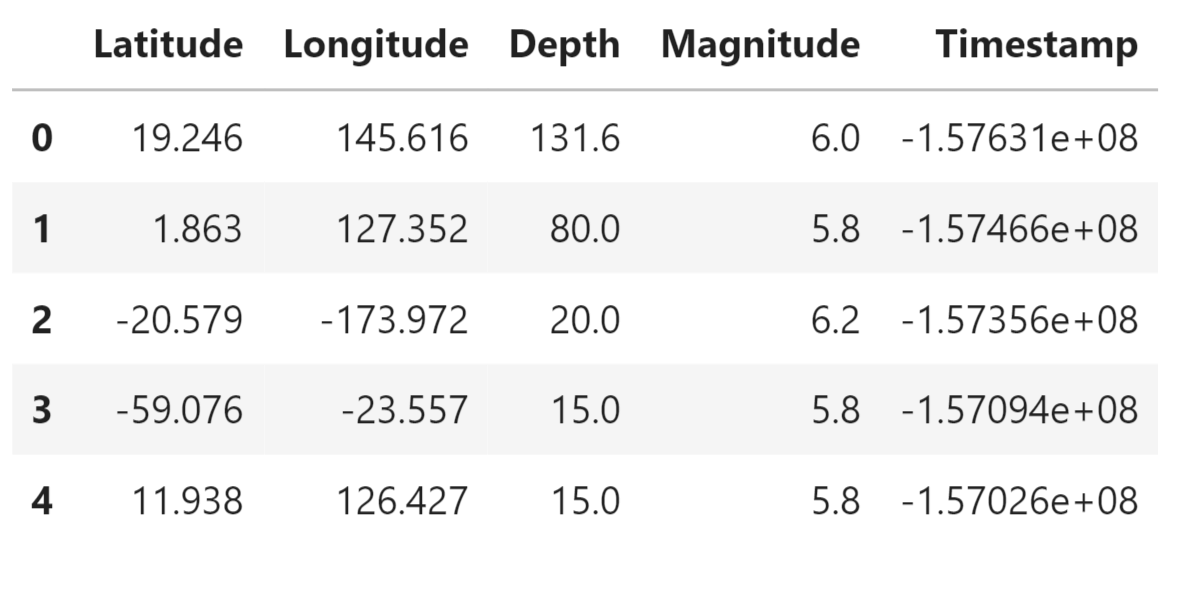 Latitude Longitude Depth Magnitude Timestamp
0 19.246 145.616 131.6 6.0 -1.57631e+08
1 1.863 127.352 80.0 5.8 -1.57466e+08
2 -20.579 -173.972 20.0 6.2 -1.57356e+08
3 -59.076 -23.557 15.0 5.8 -1.57094e+08
4 11.938 126.427 15.0 5.8 -1.57026e+08